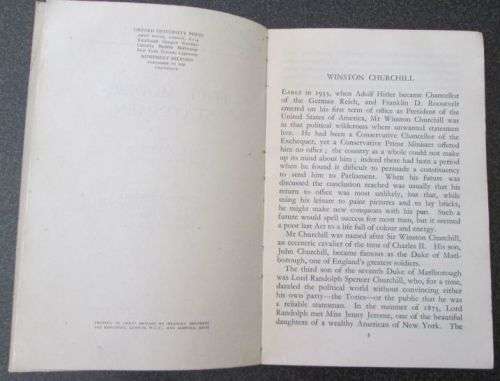 OXFORD UNIVERSITY PRESS
HUMPHREY MILFORD
PUBLISHER TO THE
UNIVERSITY
WINSTON CHURCHILL
EARLY in 1933, when Adolf Hitler became Chancellor
of the German Reich, and Franklin D. Roosevelt
entered on his first term of office as President of the
United States of America, Mr Winston Churchill was
in that political wilderness where unwanted statesmen
He had been a Conservative Chancellor of the
Exchequer, yet a Conservative Prime Minister offered
him no office; the country as a whole could not make
up its mind about him; indeed there had been a period
when he found it difficult to persuade a constituency
to send him to Parliament. When his future was
discussed the conclusion reached was usually that his
return to office was most unlikely, but that, while
using his leisure to paint pictures and to lay bricks,
he might make new conquests with his pen. Such a
future would spell success for most men, but it seemed
a poor last Act to a life full of colour and energy.
Mr Churchill was named after Sir Winston Churchill,
an eccentric cavalier of the time of Charles II. His son,
John Churchill, became famous as the Duke of Marl-
borough, one of England's greatest soldiers.
The third son of the seventh Duke of Marlborough
was Lord Randolph Spencer Churchill, who, for a time,
dazzled the political world without convincing either
his own party—the Tories—or the public that he was
a reliable statesman. In the summer of 1873, Lord
Randolph met Miss Jenny Jerome, one of the beautiful
daughters of a wealthy American of New York. The
PRINTED IN GREAT BRITAIN BY